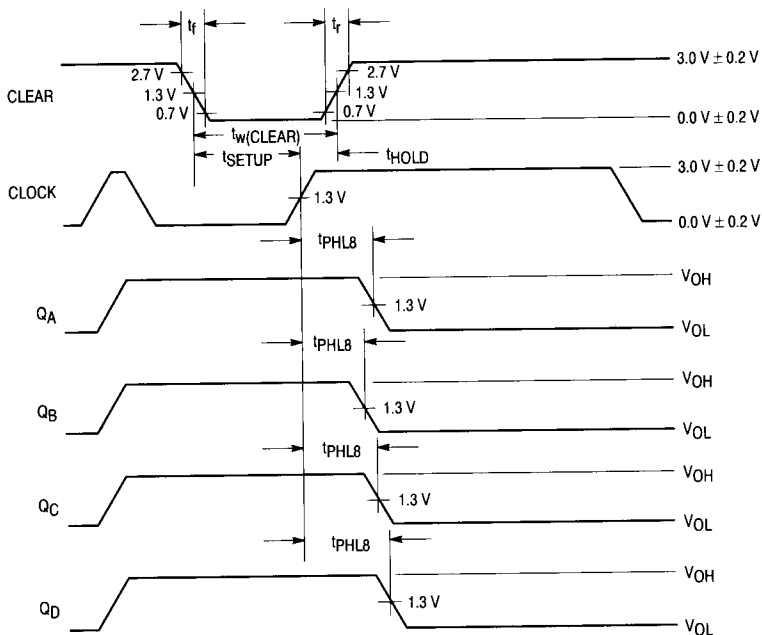 tf
tr
3.0 V ± 0.2 V
2.7 V
2.7 V
CLEAR
1.3 V
1.3 V
0.7 V
0.7 V
0.0 V ± 0.2 V
tw(CLEAR)
tSETUP
tHOLD
3.0 V ± 0.2 V
CLOCK
1.3 V
0.0 V ± 0.2 V
tPHL8
VOH
QA
1.3 V
VOL
tPHL8
VOH
QB
1.3 V
VOL
tPHL8
VOH
QC
1.3 V
VOL
tPHL8
VOH
QD
1.3 V
VOL